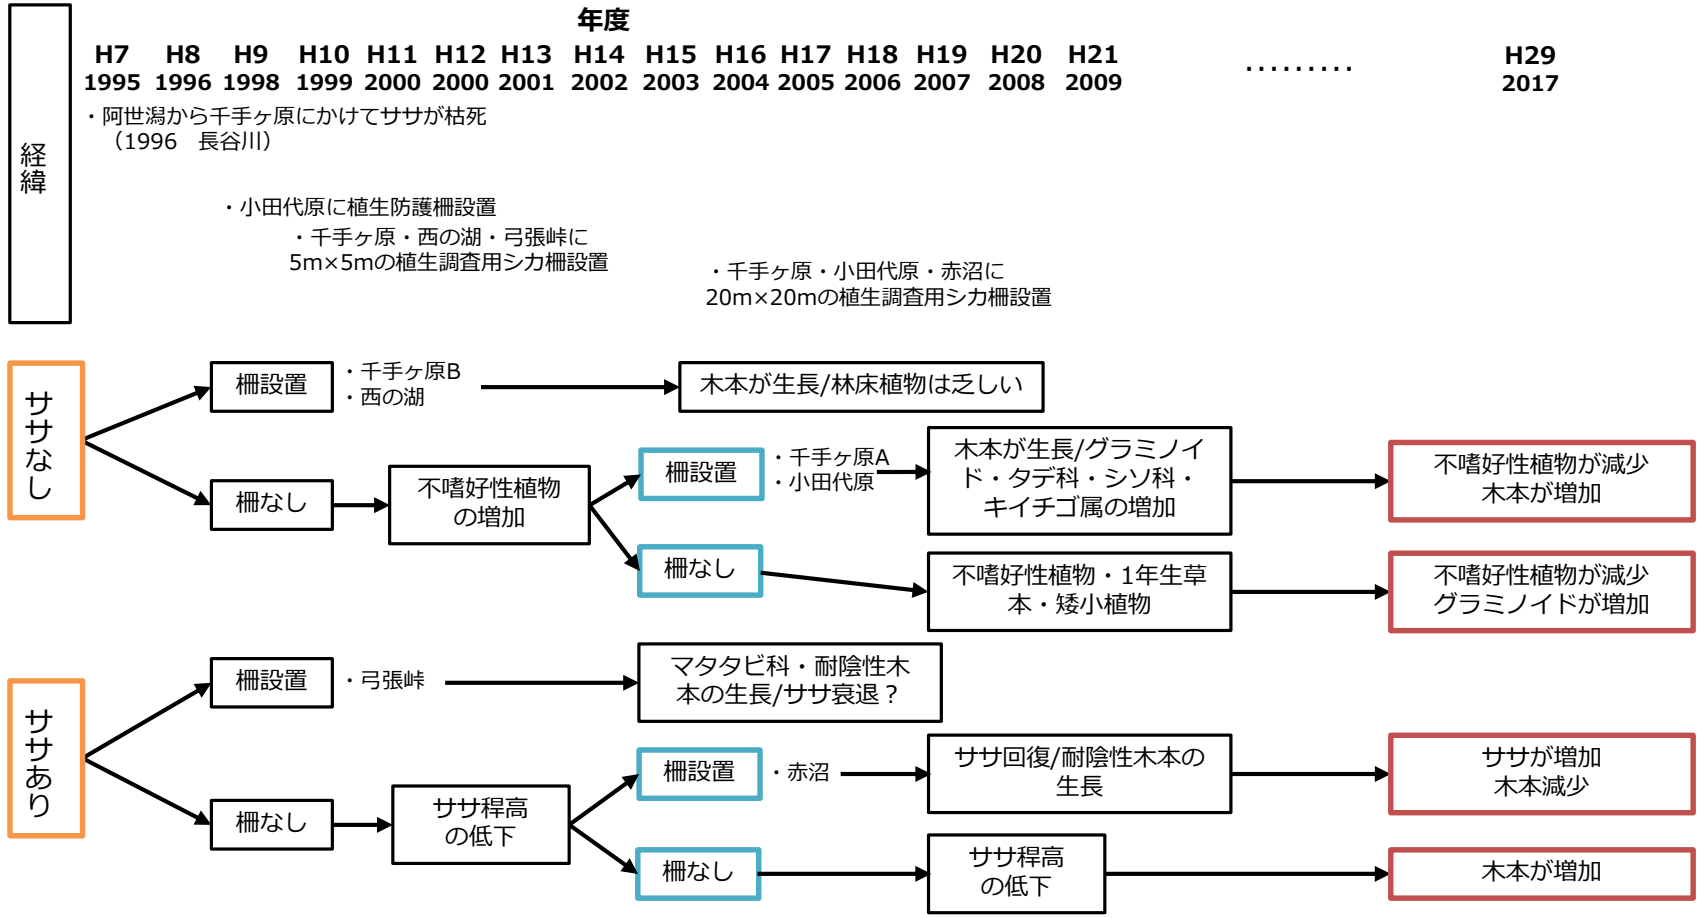 年度
H7 H8 H9 H10 H11 H12 H13 H14 H15 H16 H17 H18 H19 H20 H21 ……… H29
1995 1996 1998 1999 2000 2000 2001 2002 2003 2004 2005 2006 2007 2008 2009 2017
経緯
・阿世潟から千手ヶ原にかけてササが枯死
（1996　長谷川）
・小田代原に植生防護柵設置
・千手ヶ原・西の湖・弓張峠に
5m×5mの植生調査用シカ柵設置
・千手ヶ原・小田代原・赤沼に
20m×20mの植生調査用シカ柵設置
ササなし
柵設置
・千手ヶ原B
・西の湖
木本が生長/林床植物は乏しい
柵なし
不嗜好性植物
の増加
柵設置
・千手ヶ原A
・小田代原
木本が生長/グラミノイ
ド・タデ科・シソ科・
キイチゴ属の増加
不嗜好性植物が減少
木本が増加
柵なし
不嗜好性植物・1年生草
本・矮小植物
不嗜好性植物が減少
グラミノイドが増加
ササあり
柵設置
・弓張峠
マタタビ科・耐陰性木
本の生長/ササ衰退？
柵なし
ササ稈高
の低下
柵設置
・赤沼
ササ回復/耐陰性木本の
生長
ササが増加
木本減少
柵なし
ササ稈高
の低下
木本が増加